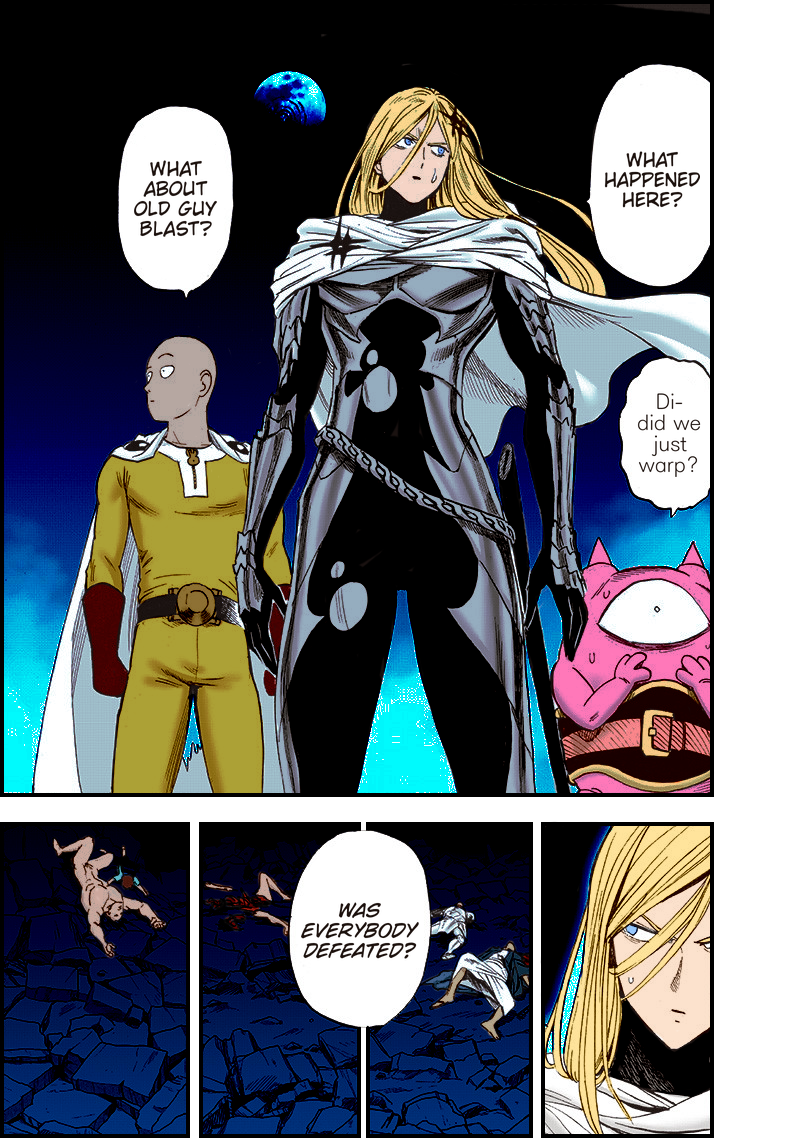 WHAT
HAPPENED
HERE?
WHAT
ABOUT
OLD GUY
BLAST?
Di-
did we
just
warp?
WAS
EVERYBODY
DEFEATED?